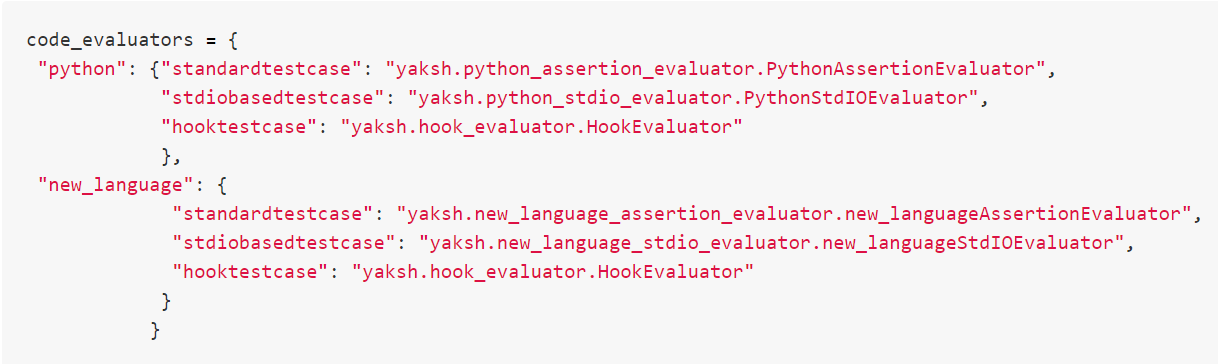 code_evaluators = {
"python": {"standardtestcase": "yaksh.python_assertion_evaluator.PythonAssertionEvaluator",
"stdiobasedtestcase": "yaksh.python_stdio_evaluator.PythonStdIOEvaluator",
"hooktestcase": "yaksh.hook_evaluator.HookEvaluator"
},
"new_language": {
"standardtestcase": "yaksh.new_language_assertion_evaluator.new_languageAssertionEvaluator",
"stdiobasedtestcase": "yaksh.new_language_stdio_evaluator.new_languageStdIOEvaluator",
"hooktestcase": "yaksh.hook_evaluator.HookEvaluator"
}
}